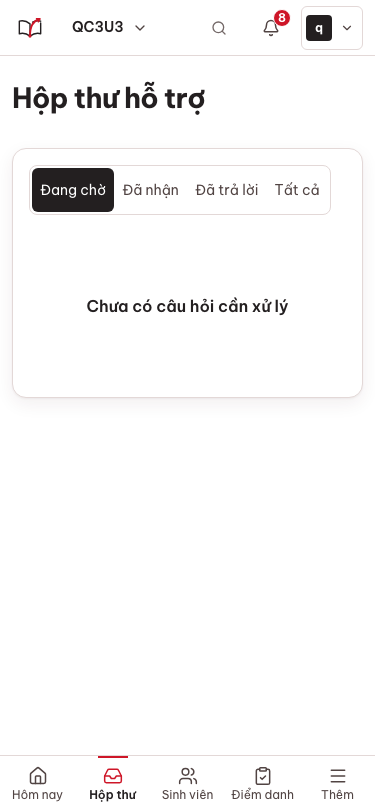 QC3U3
8
q
Hộp thư hỗ trợ
Đang chờ
Đã nhận
Đã trả lời
Tất cả
Chưa có câu hỏi cần xử lý
Hôm nay
Hộp thư
Sinh viên
Điểm danh
Thêm